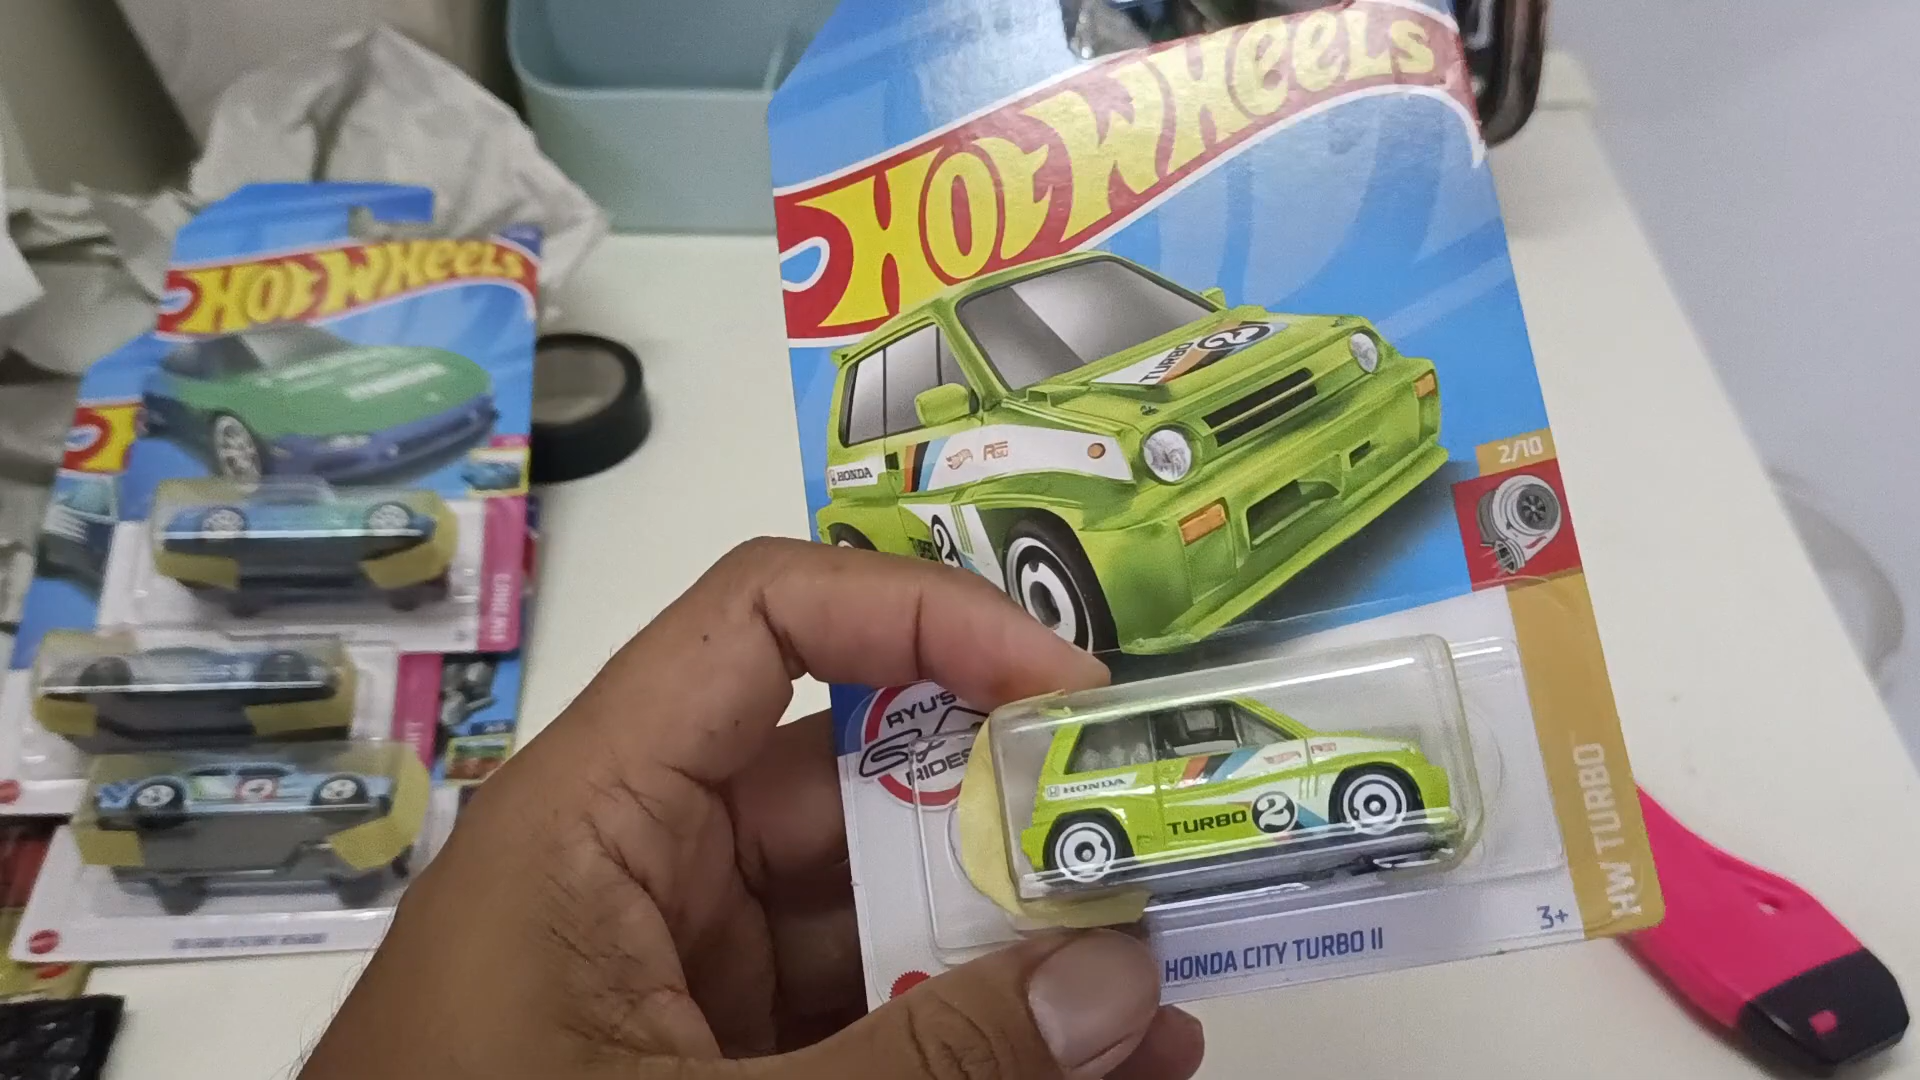 HOT WHEELS
TURBO 2
HONDA
2
2/10
RYU'S
RIDES
HONDA
TURBO 2
HW TURBO
3+
HONDA CITY TURBO II
HOT WHEELS